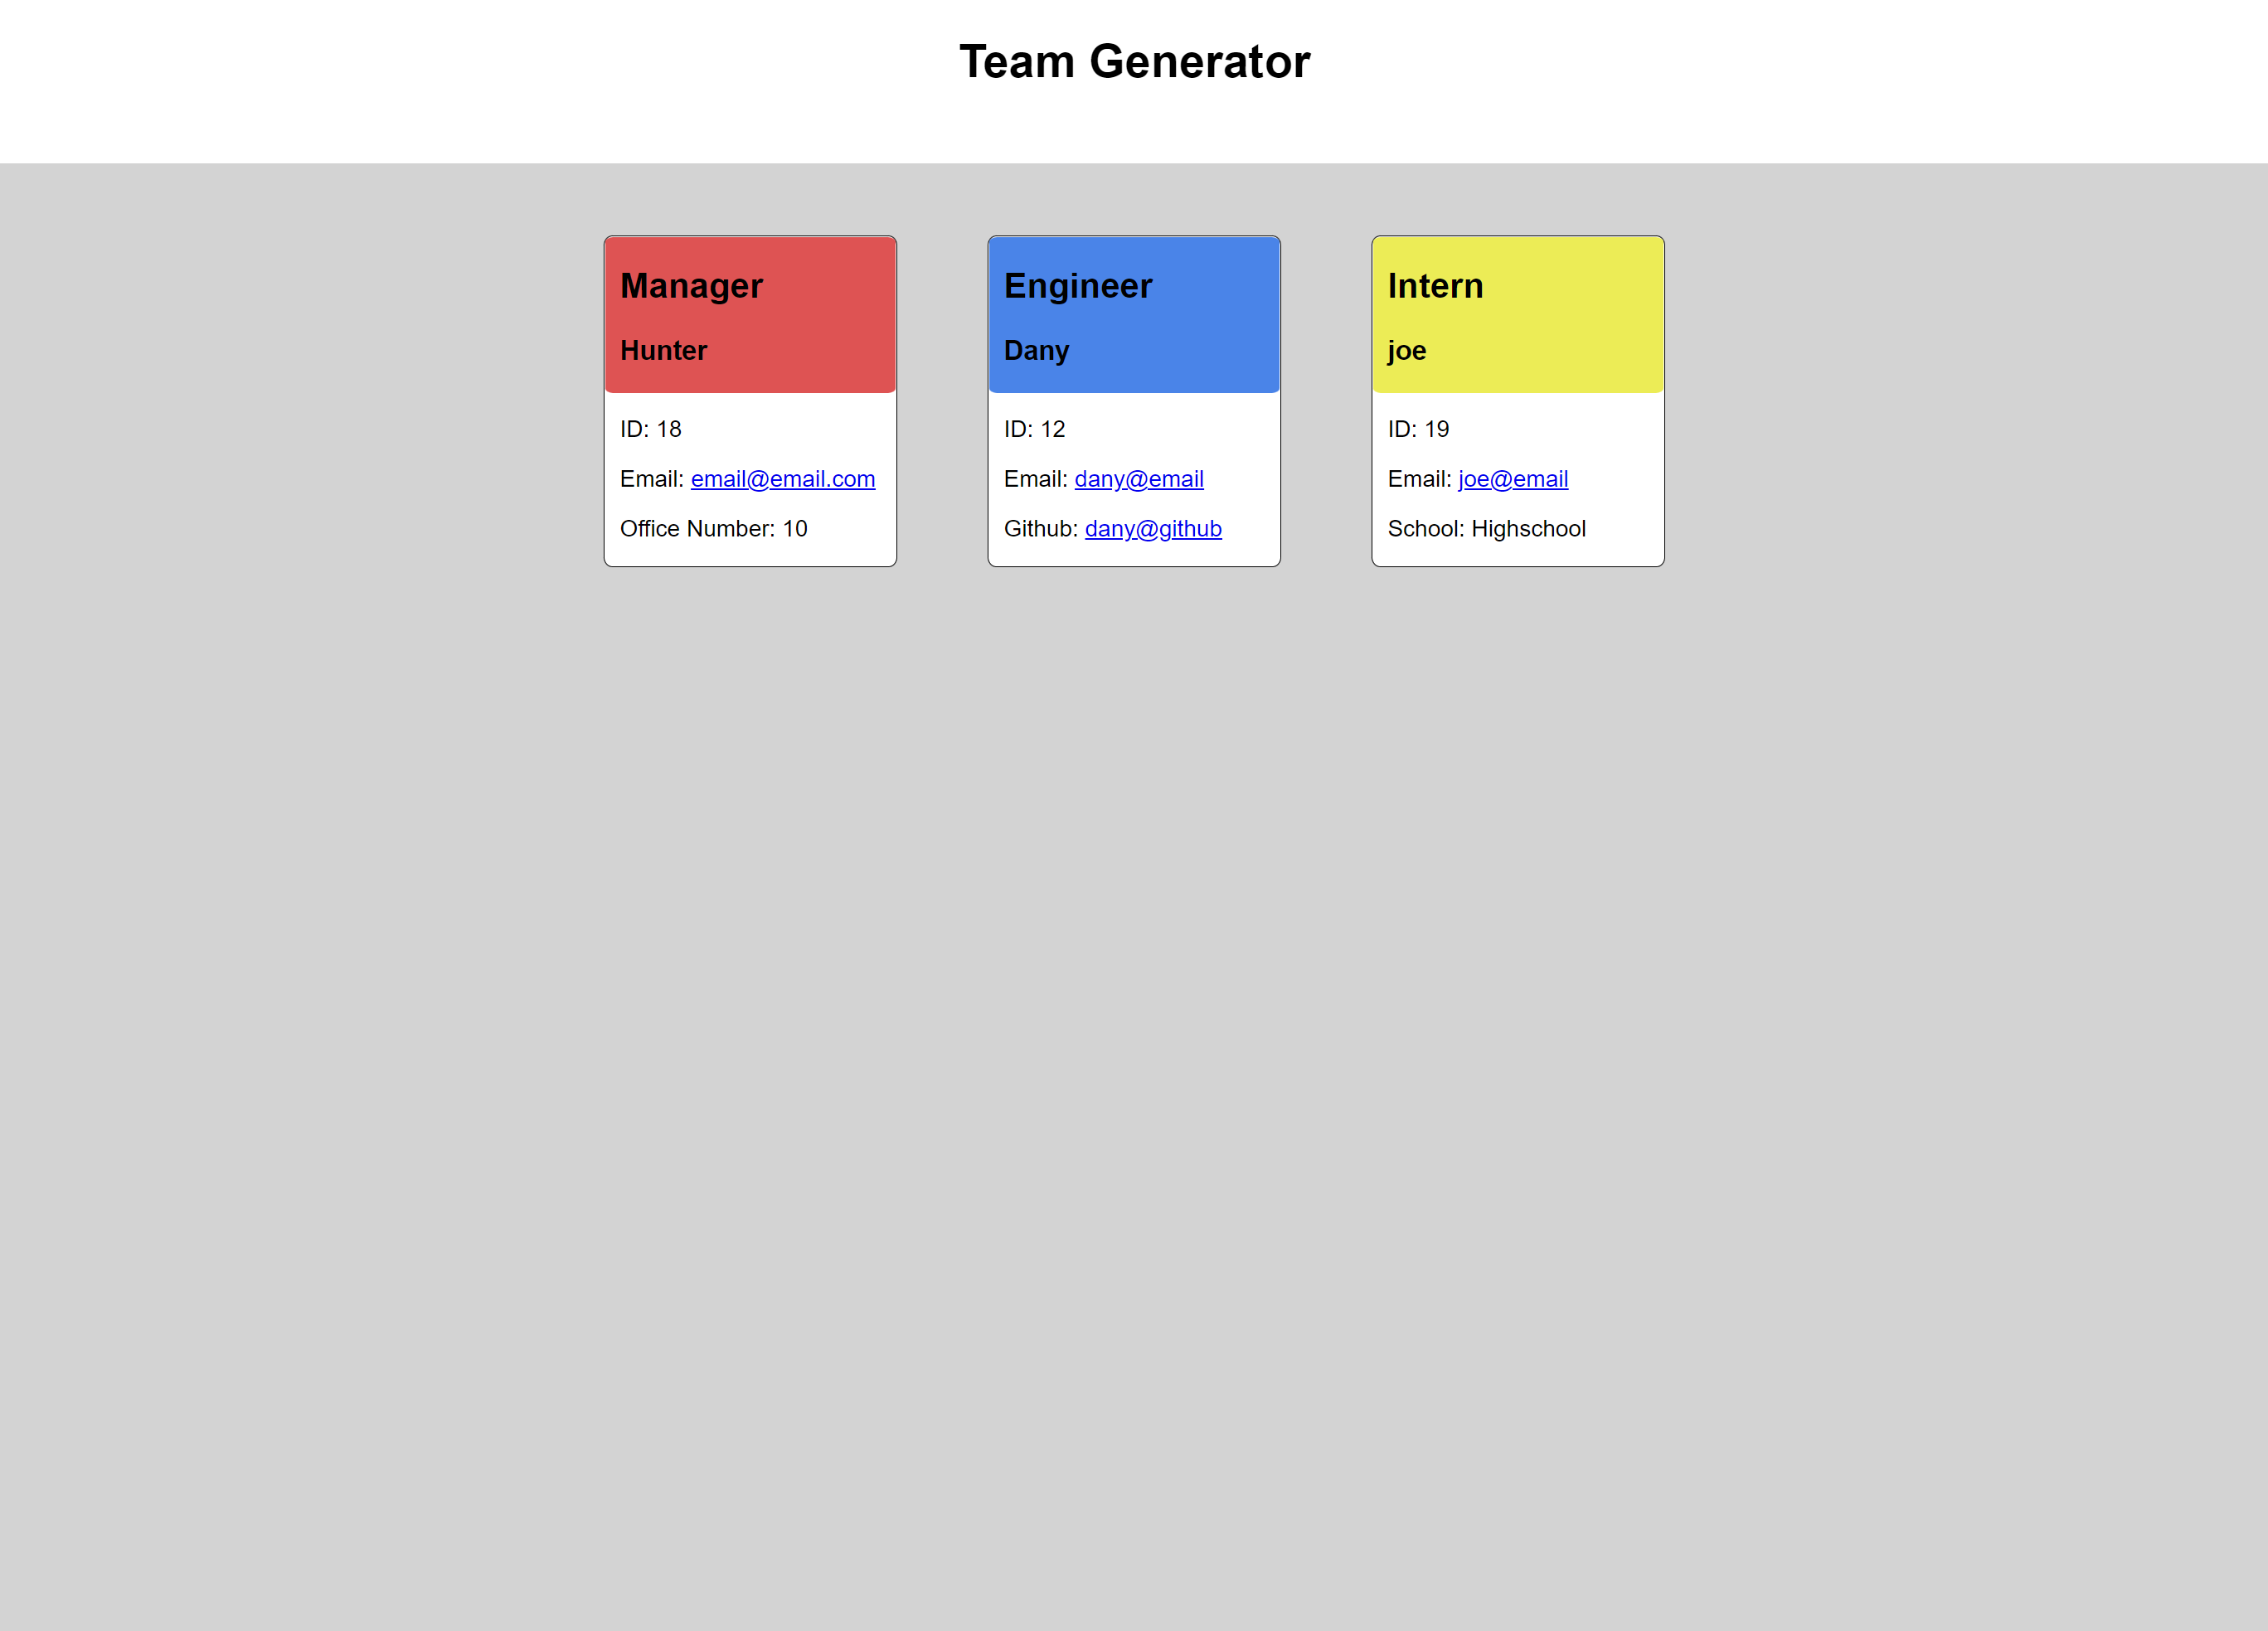 Team Generator
Manager
Hunter
ID: 18
Email: email@email.com
Office Number: 10
Engineer
Dany
ID: 12
Email: dany@email
Github: dany@github
Intern
joe
ID: 19
Email: joe@email
School: Highschool